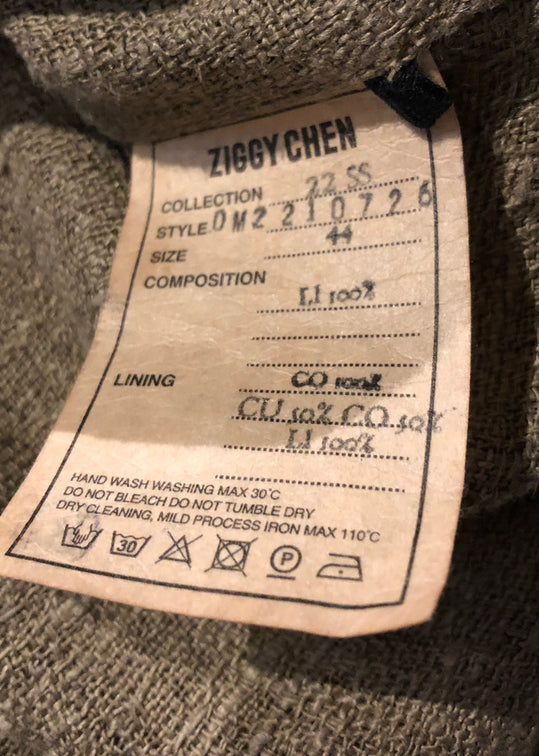 ZIGGY CHEN
COLLECTION 22 SS
STYLE 0M2 210726
SIZE 44
COMPOSITION
LI 100%
LINING CO 100%
CU 50% CO 50%
LI 100%
HAND WASH WASHING MAX 30°C
DO NOT BLEACH DO NOT TUMBLE DRY
DRY CLEANING, MILD PROCESS IRON MAX 110°C
30 P